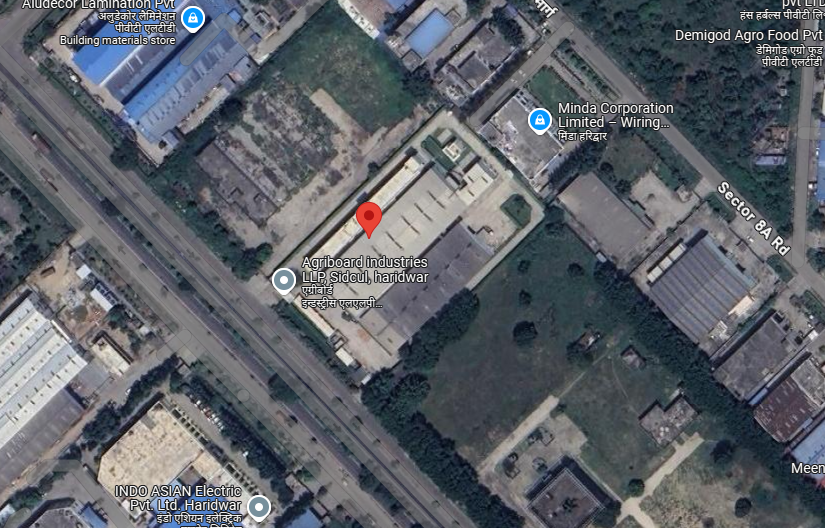 Aludecor Lamination Pvt
अलुडेकोर लैमिनेशन
पीवीटी एलटीडी
Building materials store
मार्ग
pvt LTD
हंस हर्बल्स पीवीटी
Demigod Agro Food Pvt
डेमिगोड एग्रो फूड
पीवीटी एलटीडी
Minda Corporation
Limited – Wiring...
मिंडा हरिद्वार
Sector 8A Rd
Agriboard industries
LLP, Sidcul, haridwar
एग्रीबोर्ड
इन्डस्ट्रीस एलएलपी...
INDO ASIAN Electric
Pvt. Ltd. Haridwar
इंडो एशियन इलेक्ट्रिक
Meen